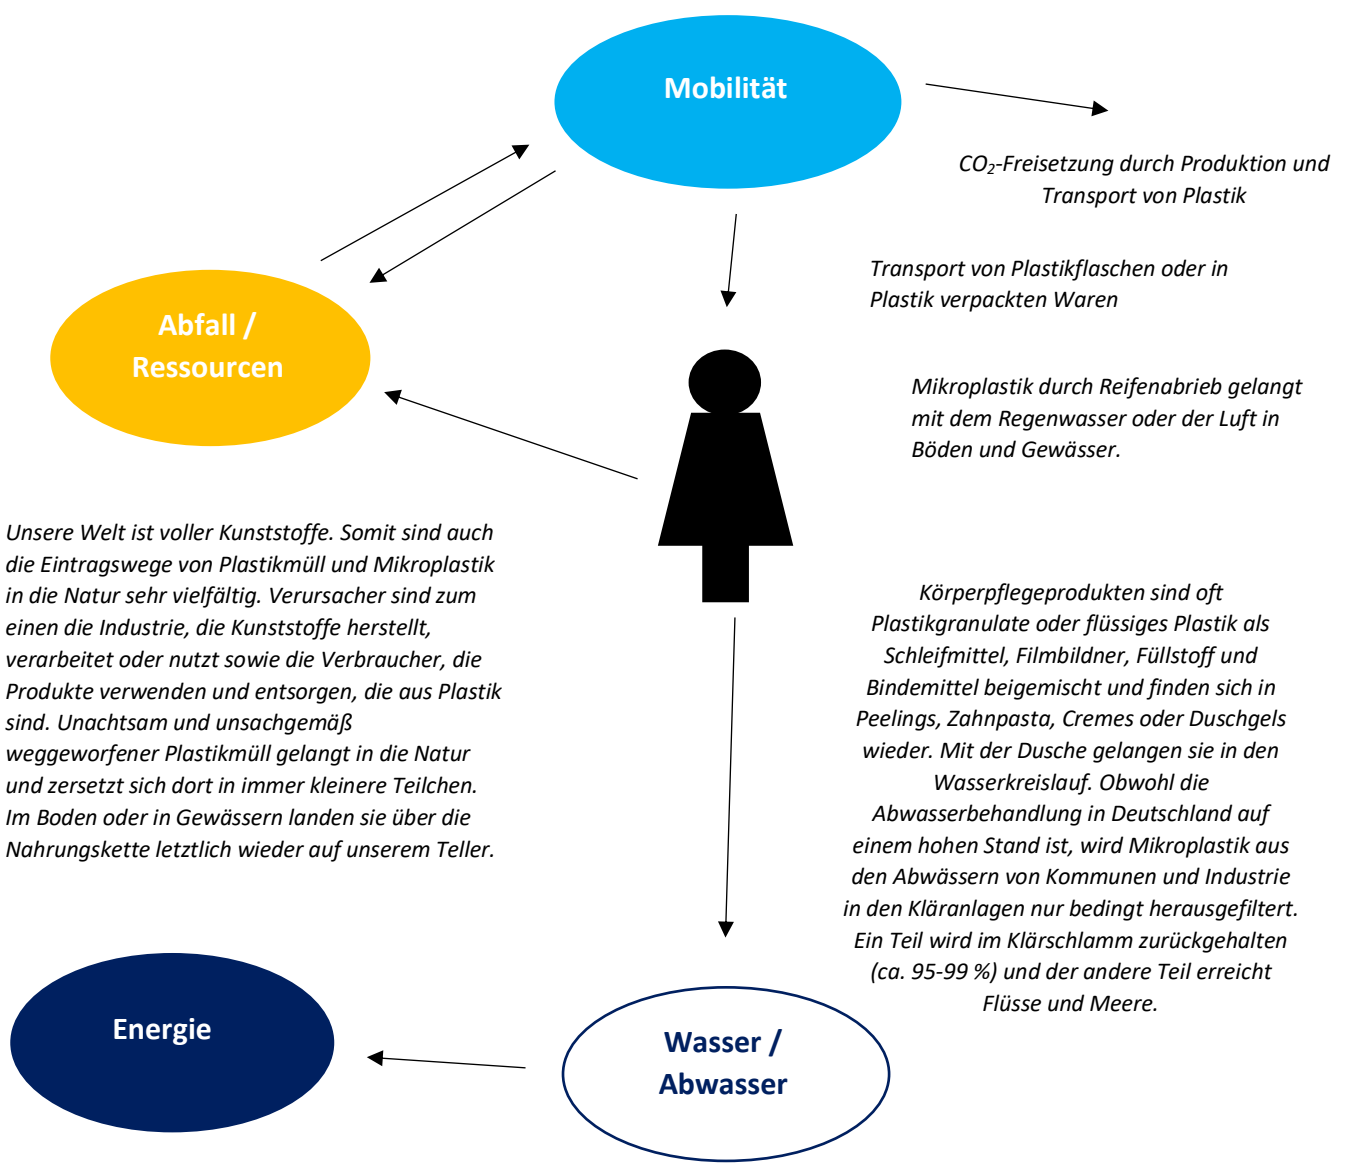 Mobilität
CO₂-Freisetzung durch Produktion und
Transport von Plastik
Transport von Plastikflaschen oder in
Plastik verpackten Waren
Abfall /
Ressourcen
Mikroplastik durch Reifenabrieb gelangt
mit dem Regenwasser oder der Luft in
Böden und Gewässer.
Unsere Welt ist voller Kunststoffe. Somit sind auch
die Eintragswege von Plastikmüll und Mikroplastik
in die Natur sehr vielfältig. Verursacher sind zum
einen die Industrie, die Kunststoffe herstellt,
verarbeitet oder nutzt sowie die Verbraucher, die
Produkte verwenden und entsorgen, die aus Plastik
sind. Unachtsam und unsachgemäß
weggeworfener Plastikmüll gelangt in die Natur
und zersetzt sich dort in immer kleinere Teilchen.
Im Boden oder in Gewässern landen sie über die
Nahrungskette letztlich wieder auf unserem Teller.
Körperpflegeprodukten sind oft
Plastikgranulate oder flüssiges Plastik als
Schleifmittel, Filmbildner, Füllstoff und
Bindemittel beigemischt und finden sich in
Peelings, Zahnpasta, Cremes oder Duschgels
wieder. Mit der Dusche gelangen sie in den
Wasserkreislauf. Obwohl die
Abwasserbehandlung in Deutschland auf
einem hohen Stand ist, wird Mikroplastik aus
den Abwässern von Kommunen und Industrie
in den Kläranlagen nur bedingt herausgefiltert.
Ein Teil wird im Klärschlamm zurückgehalten
(ca. 95-99 %) und der andere Teil erreicht
Flüsse und Meere.
Energie
Wasser /
Abwasser